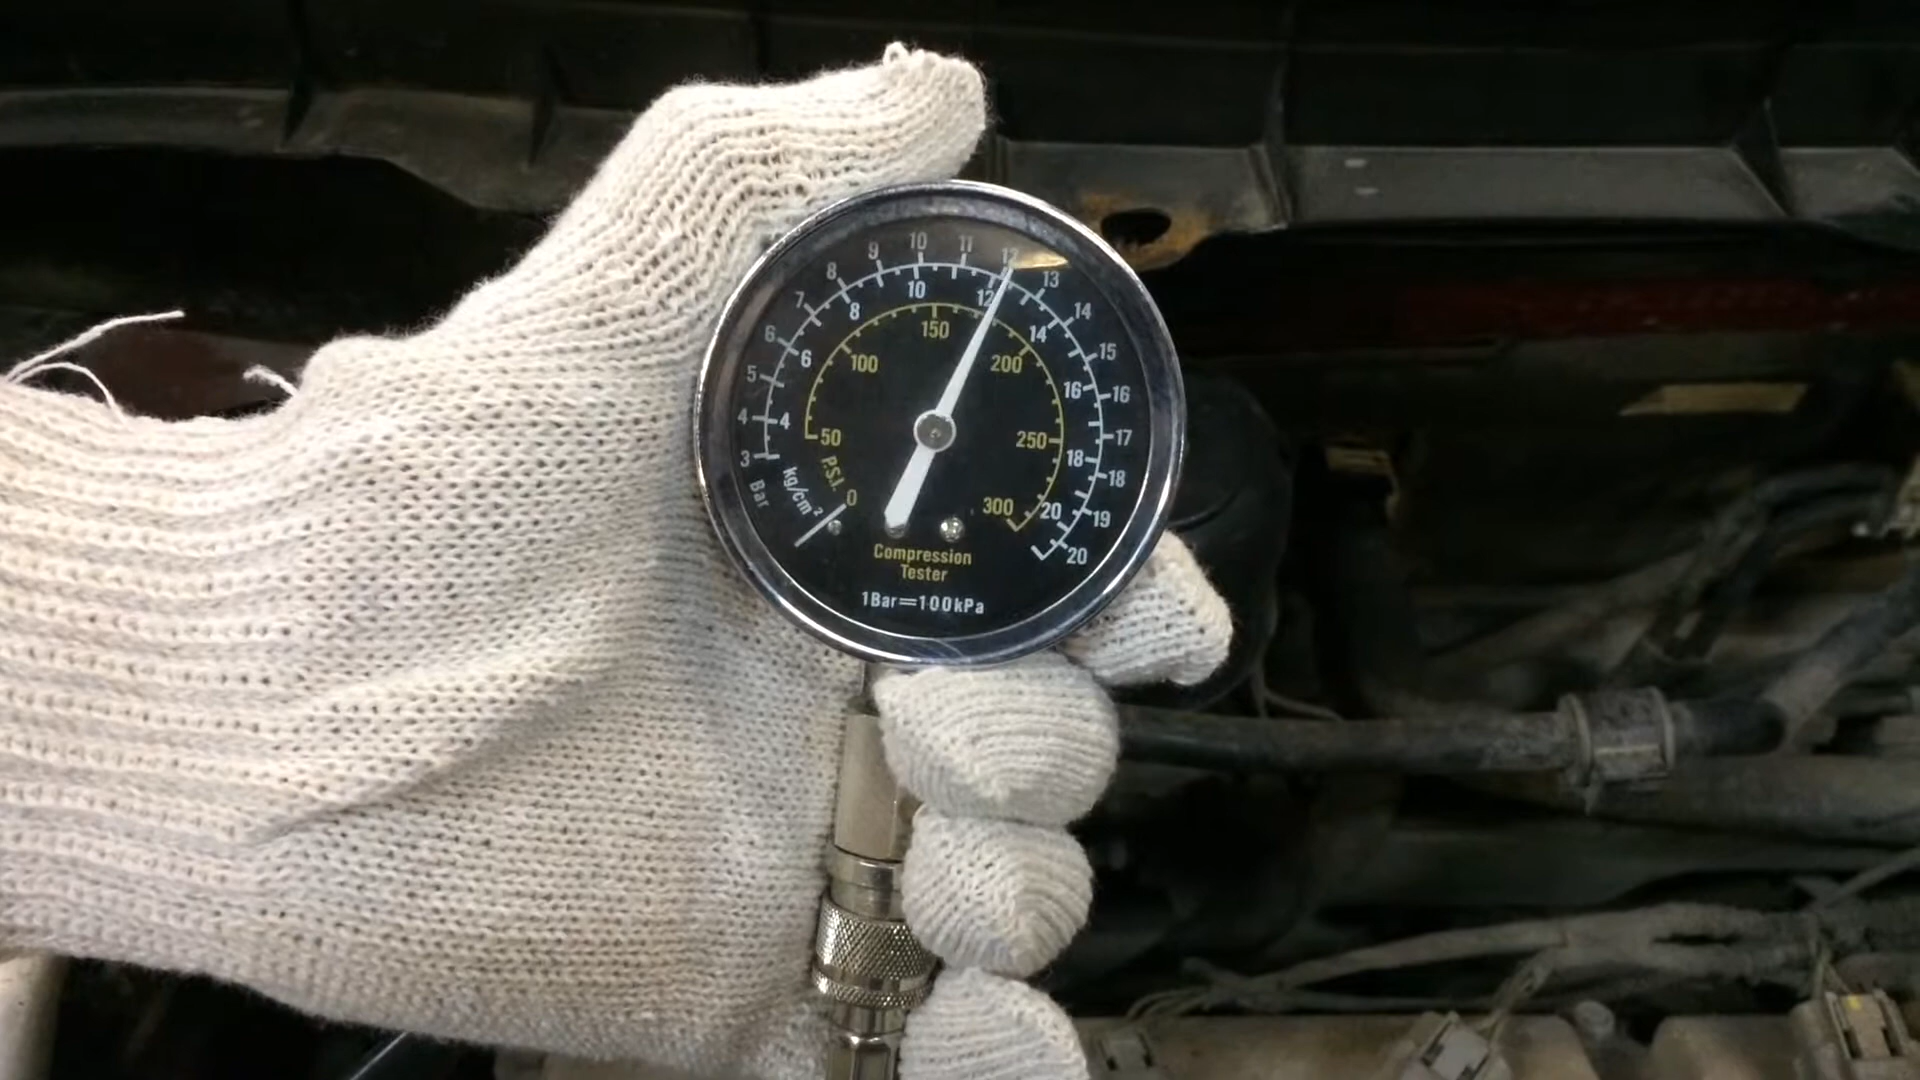 3 4 5 6 7 8 9 10 11 12 13 14 15 16 17 18 19 20
Bar
4 6 8 10 12 14 16 18 20
kg/cm²
0 50 100 150 200 250 300
P.S.I.
Compression
Tester
1Bar=100kPa